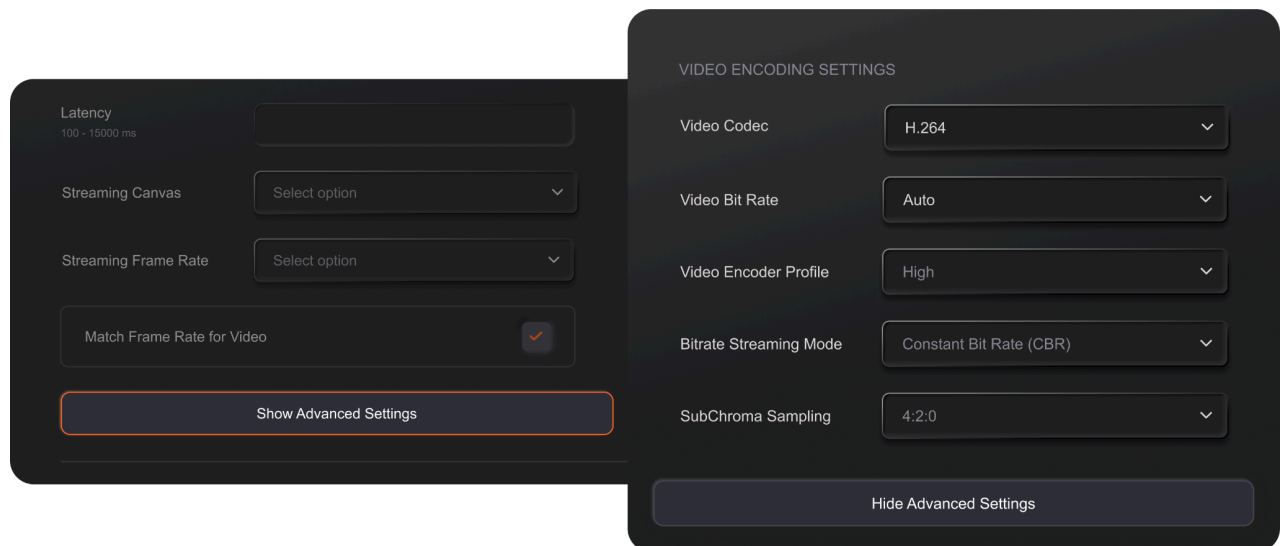 Latency
100 - 15000 ms
Streaming Canvas
Select option
Streaming Frame Rate
Select option
Match Frame Rate for Video
Show Advanced Settings
VIDEO ENCODING SETTINGS
Video Codec
H.264
Video Bit Rate
Auto
Video Encoder Profile
High
Bitrate Streaming Mode
Constant Bit Rate (CBR)
SubChroma Sampling
4:2:0
Hide Advanced Settings